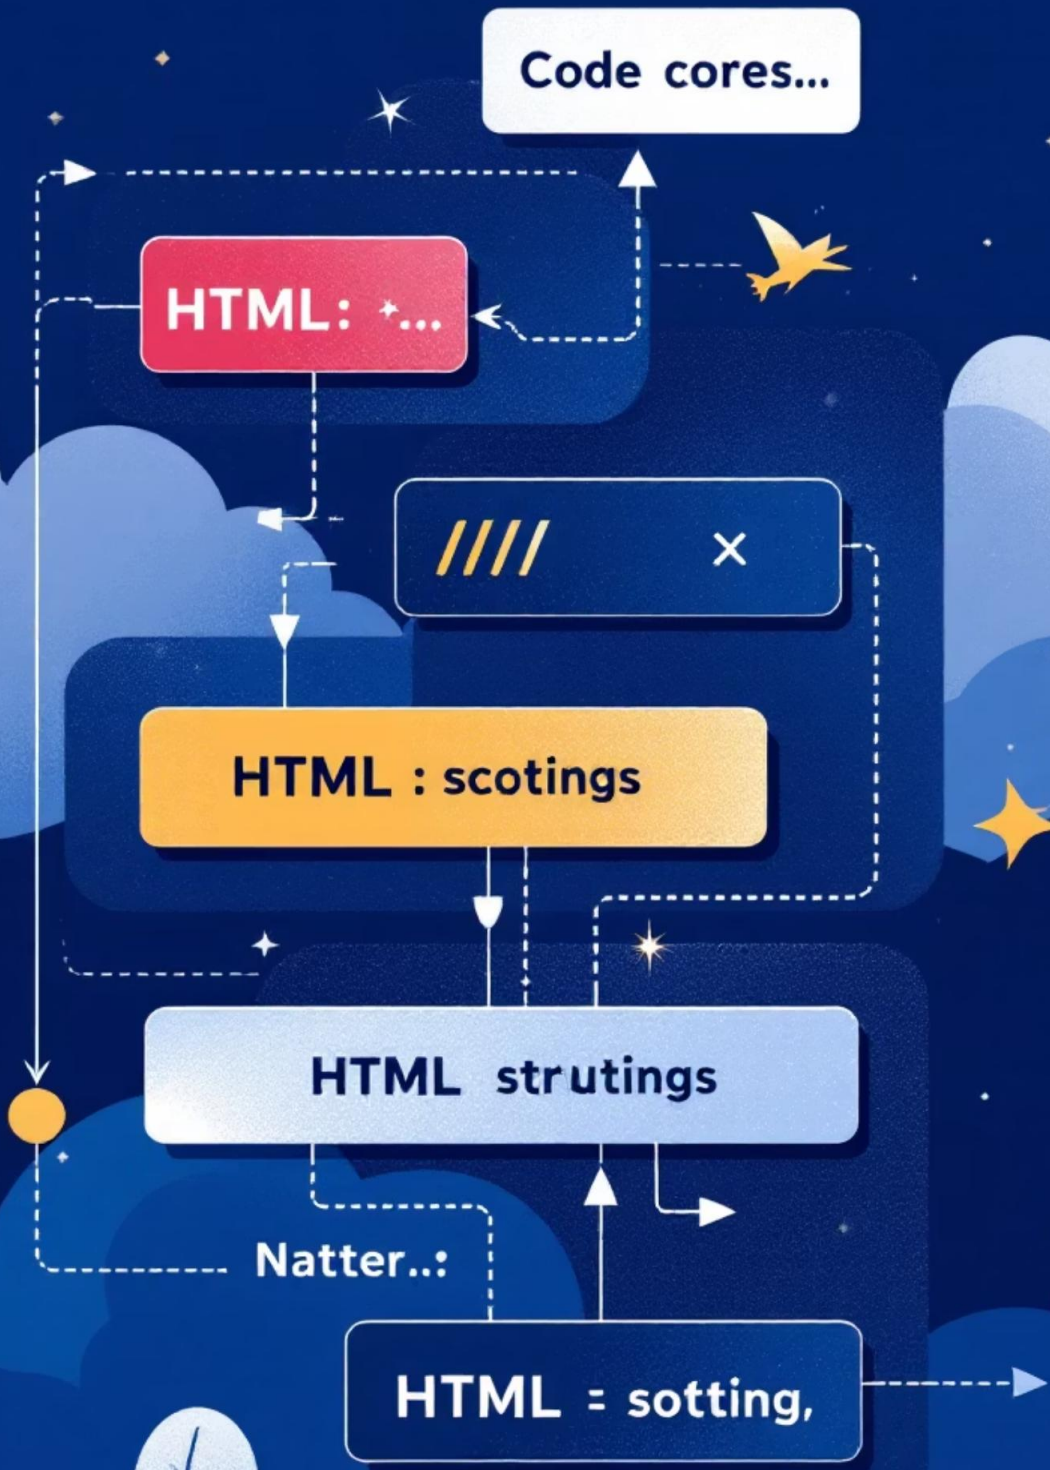 Code cores...
HTML: ...
//// ×
HTML : scotings
HTML strutings
Natter..:
HTML = sotting,